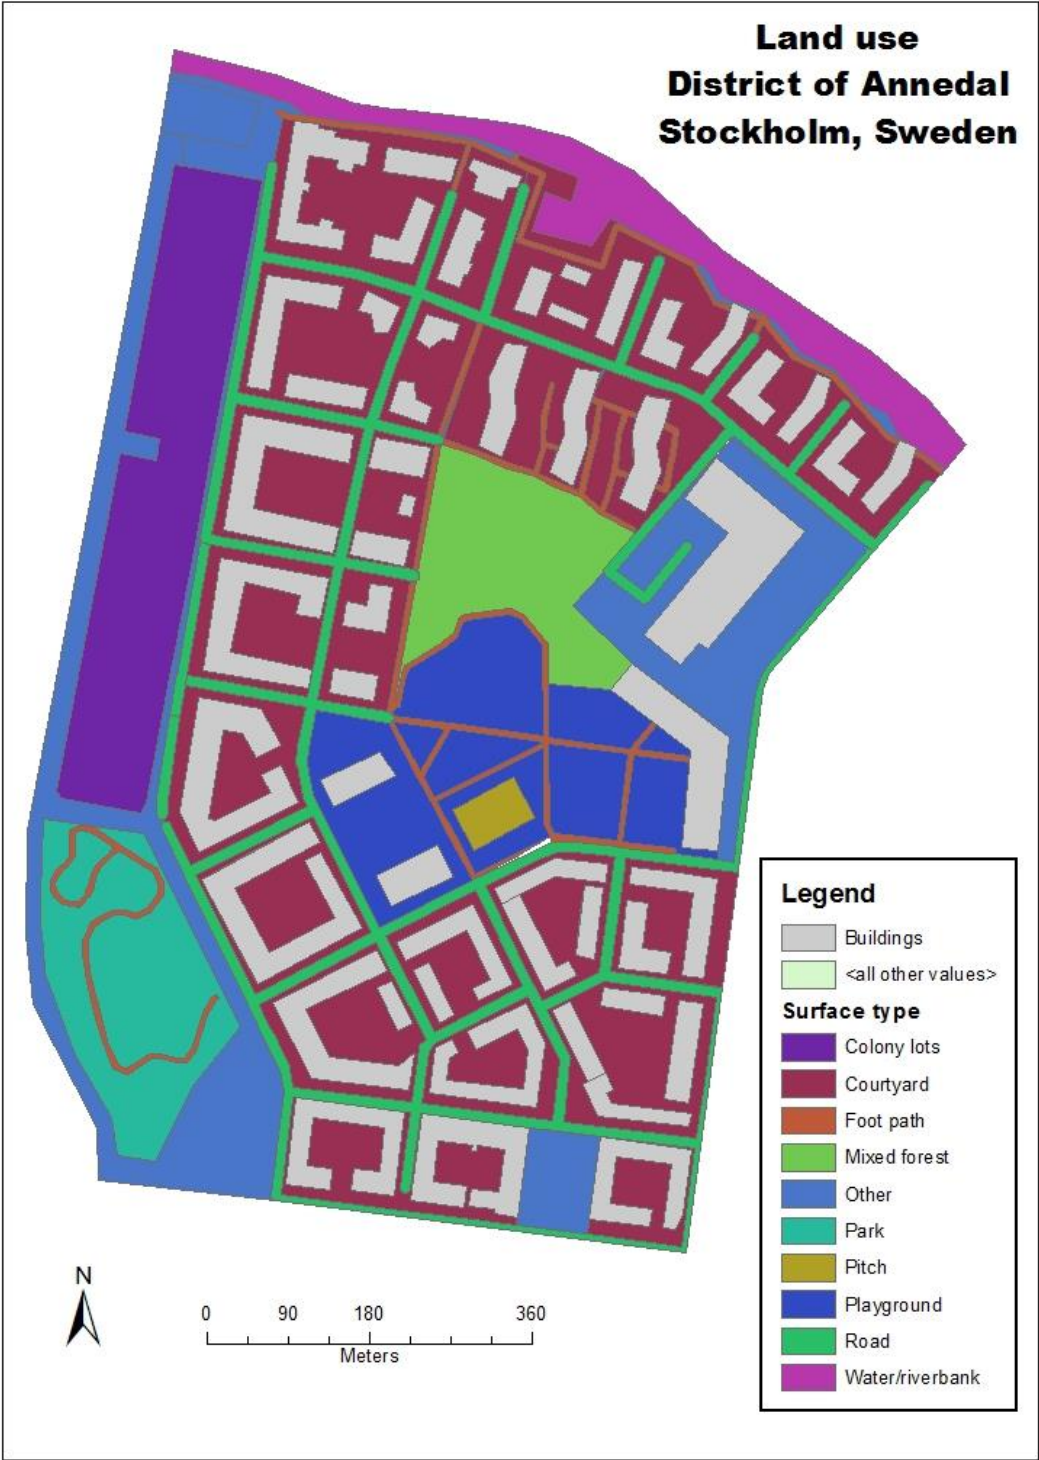 Land use
District of Annedal
Stockholm, Sweden
Legend
Buildings
<all other values>
Surface type
Colony lots
Courtyard
Foot path
Mixed forest
Other
Park
Pitch
Playground
Road
Water/riverbank
N
0 90 180 360
Meters